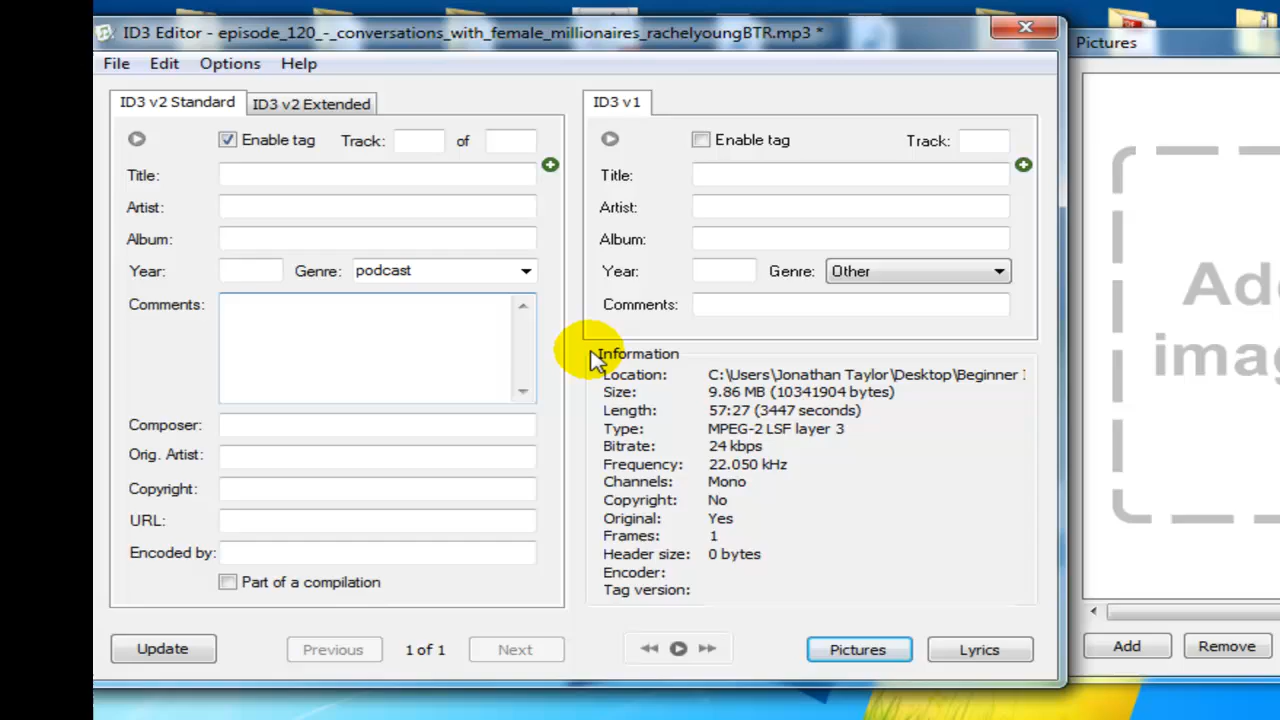 ID3 Editor - episode_120_-_conversations_with_female_millionaires_rachelyoungBTR.mp3 *
File Edit Options Help
ID3 v2 Standard ID3 v2 Extended
Enable tag Track: of
Title:
Artist:
Album:
Year: Genre: podcast
Comments:
Composer:
Orig. Artist:
Copyright:
URL:
Encoded by:
Part of a compilation
ID3 v1
Enable tag Track:
Title:
Artist:
Album:
Year: Genre: Other
Comments:
Information
Location: C:\Users\Jonathan Taylor\Desktop\Beginner
Size: 9.86 MB (10341904 bytes)
Length: 57:27 (3447 seconds)
Type: MPEG-2 LSF layer 3
Bitrate: 24 kbps
Frequency: 22.050 kHz
Channels: Mono
Copyright: No
Original: Yes
Frames: 1
Header size: 0 bytes
Encoder:
Tag version:
Update Previous 1 of 1 Next Pictures Lyrics
Pictures
Add Remove